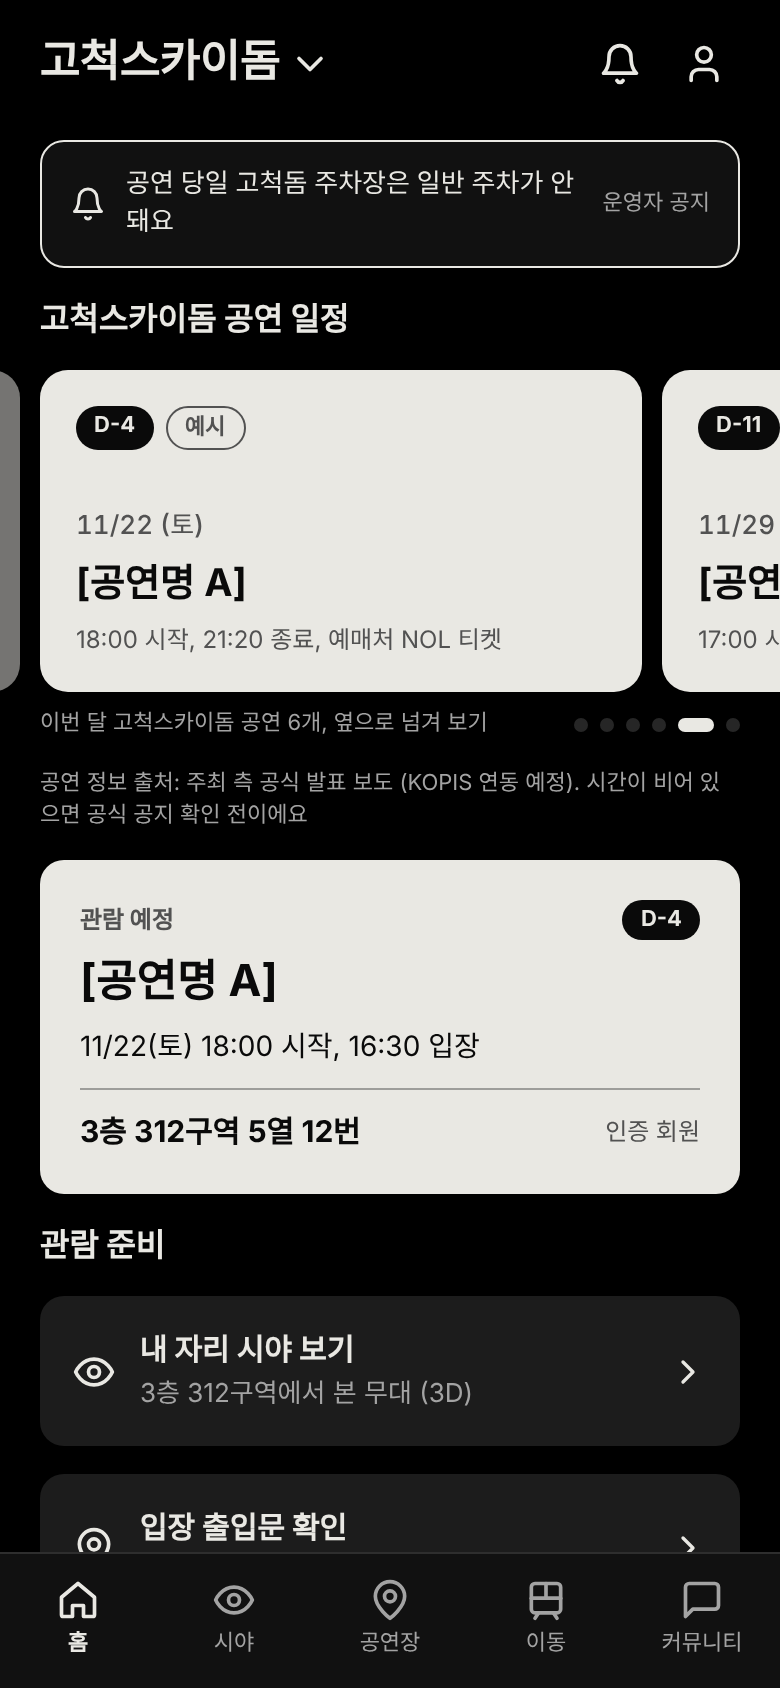 고척스카이돔
공연 당일 고척돔 주차장은 일반 주차가 안
돼요
운영자 공지
고척스카이돔 공연 일정
D-4
예시
D-11
11/22 (토)
11/29
[공연명 A]
[공연
18:00 시작, 21:20 종료, 예매처 NOL 티켓
17:00
이번 달 고척스카이돔 공연 6개, 옆으로 넘겨 보기
공연 정보 출처: 주최 측 공식 발표 보도 (KOPIS 연동 예정). 시간이 비어 있
으면 공식 공지 확인 전이에요
관람 예정
D-4
[공연명 A]
11/22(토) 18:00 시작, 16:30 입장
3층 312구역 5열 12번
인증 회원
관람 준비
내 자리 시야 보기
3층 312구역에서 본 무대 (3D)
입장 출입문 확인
홈
시야
공연장
이동
커뮤니티